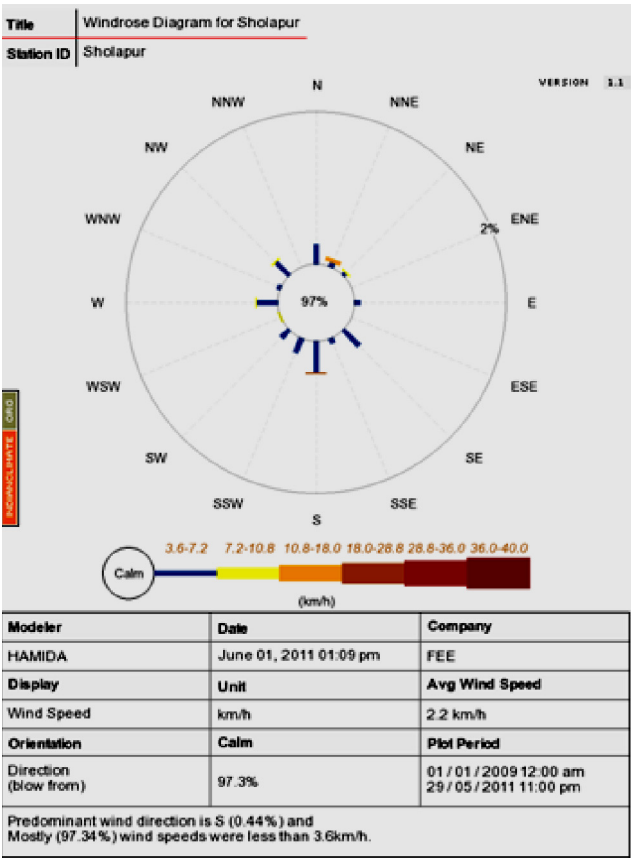 Title Windrose Diagram for Sholapur
Station ID Sholapur
VERSION 1.1
N
NNW
NNE
NW
NE
WNW
ENE
2%
W
97%
E
WSW
ESE
SW
SE
SSW
SSE
S
INDIANCLIMATE ORG
3.6-7.2 7.2-10.8 10.8-18.0 18.0-28.8 28.8-36.0 36.0-40.0
Calm
(km/h)
Modeler Date Company
HAMIDA June 01, 2011 01:09 pm FEE
Display Unit Avg Wind Speed
Wind Speed km/h 2.2 km/h
Orientation Calm Plot Period
Direction
(blow from)
97.3%
01/01/2009 12:00 am
29/05/2011 11:00 pm
Predominant wind direction is S (0.44%) and
Mostly (97.34%) wind speeds were less than 3.6km/h.